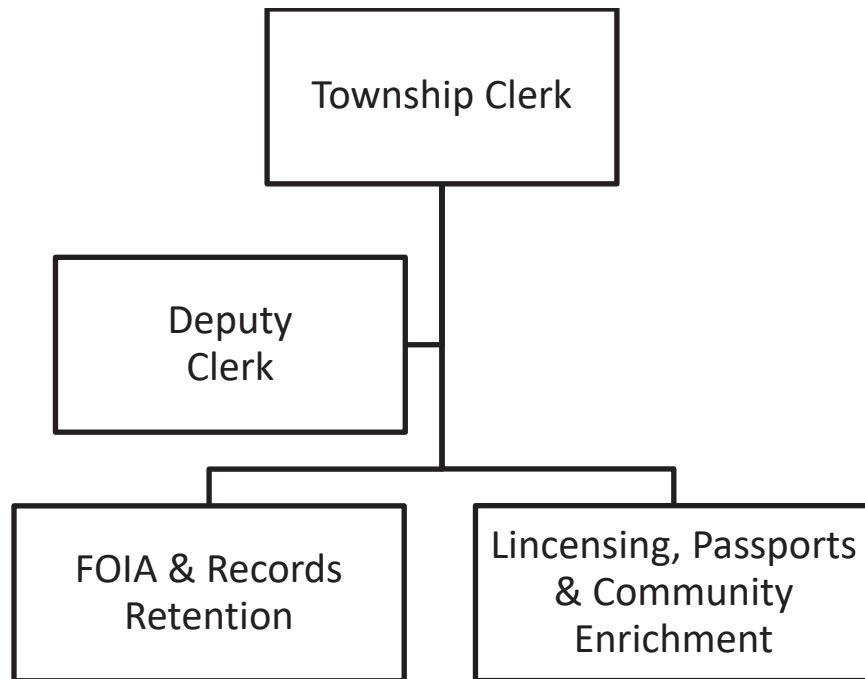 Township Clerk
Deputy
Clerk
FOIA & Records
Retention
Lincensing, Passports
& Community
Enrichment